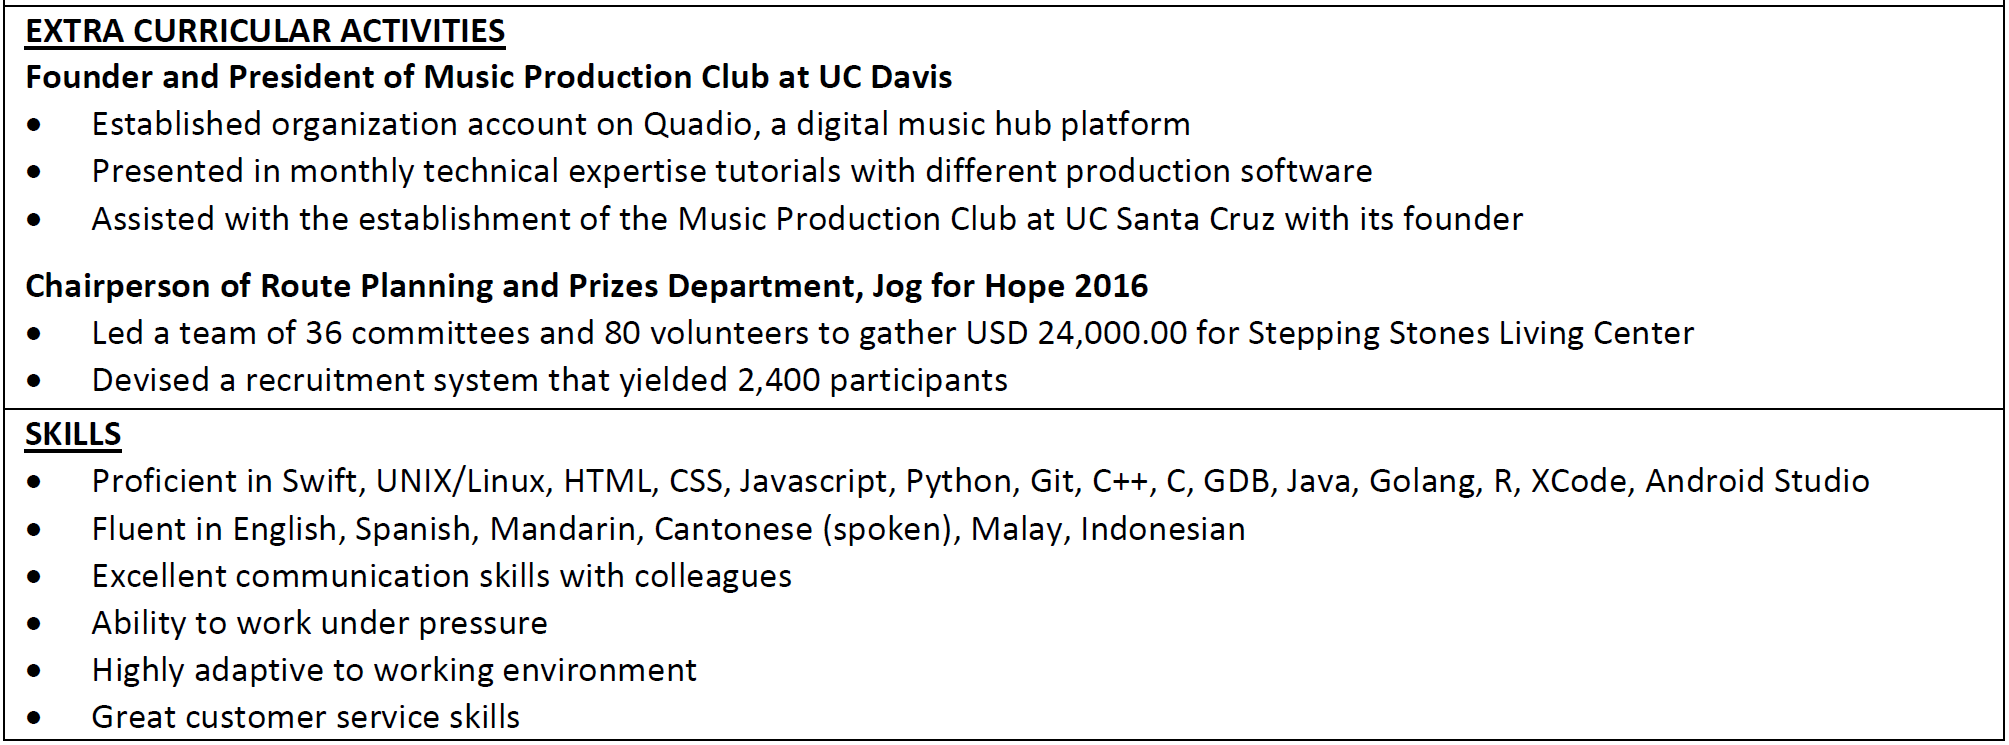 EXTRA CURRICULAR ACTIVITIES
Founder and President of Music Production Club at UC Davis
• Established organization account on Quadio, a digital music hub platform
• Presented in monthly technical expertise tutorials with different production software
• Assisted with the establishment of the Music Production Club at UC Santa Cruz with its founder
Chairperson of Route Planning and Prizes Department, Jog for Hope 2016
• Led a team of 36 committees and 80 volunteers to gather USD 24,000.00 for Stepping Stones Living Center
• Devised a recruitment system that yielded 2,400 participants
SKILLS
• Proficient in Swift, UNIX/Linux, HTML, CSS, Javascript, Python, Git, C++, C, GDB, Java, Golang, R, XCode, Android Studio
• Fluent in English, Spanish, Mandarin, Cantonese (spoken), Malay, Indonesian
• Excellent communication skills with colleagues
• Ability to work under pressure
• Highly adaptive to working environment
• Great customer service skills